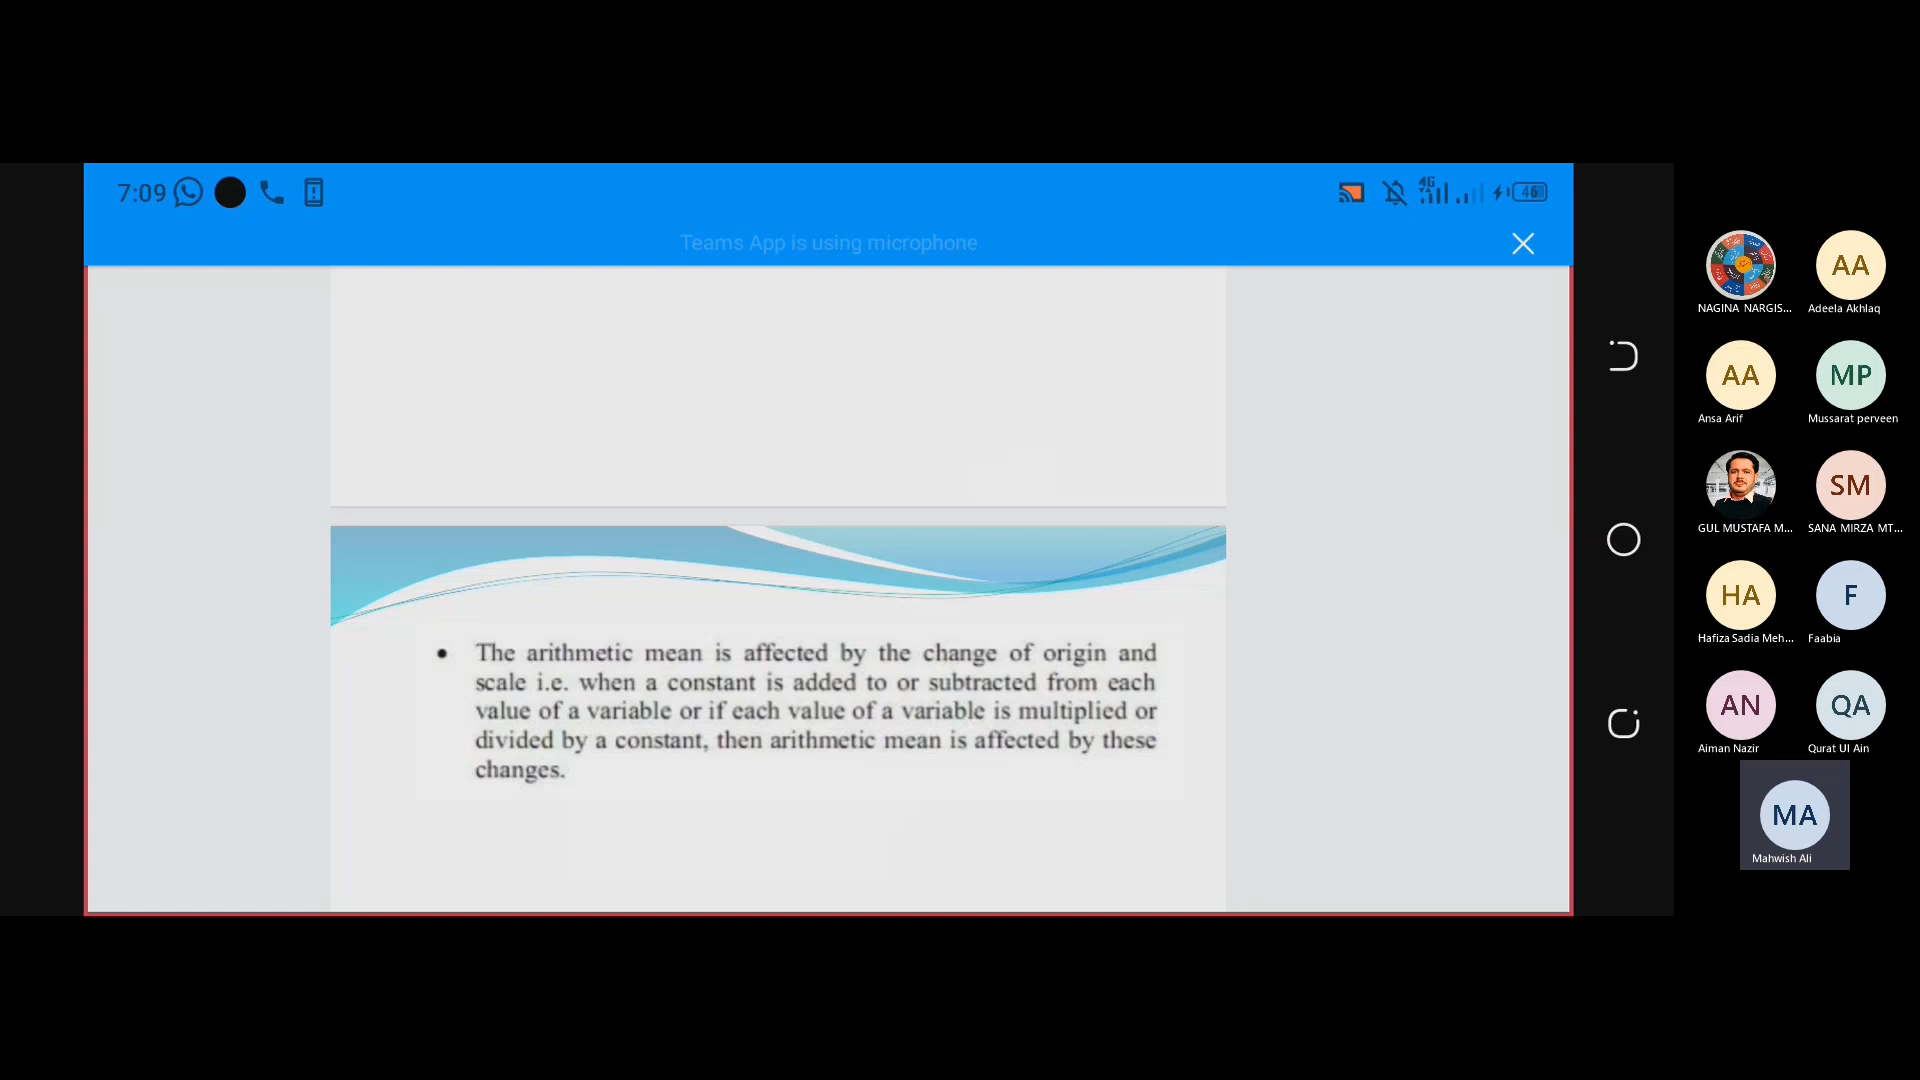 7:09
4G
46
Teams App is using microphone
The arithmetic mean is affected by the change of origin and
scale i.e. when a constant is added to or subtracted from each
value of a variable or if each value of a variable is multiplied or
divided by a constant, then arithmetic mean is affected by these
changes.
NAGINA NARGIS...
AA
Adeela Akhlaq
AA
Ansa Arif
MP
Mussarat perveen
GUL MUSTAFA M...
SM
SANA MIRZA MT...
HA
Hafiza Sadia Meh...
F
Faabia
AN
Aiman Nazir
QA
Qurat Ul Ain
MA
Mahwish Ali